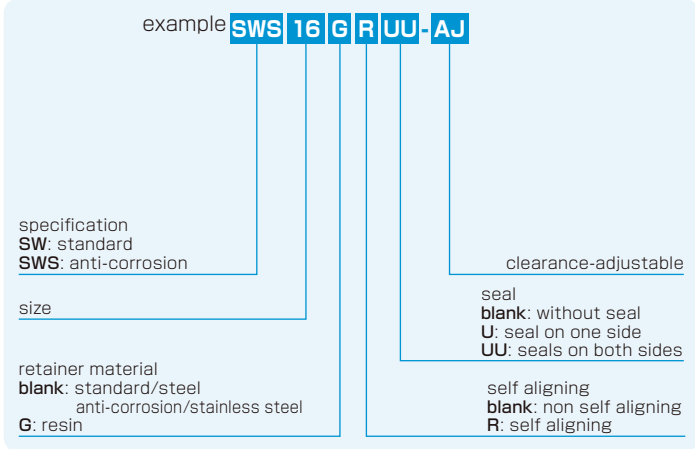 example SWS 16 G R UU - AJ
specification
SW: standard
SWS: anti-corrosion
clearance-adjustable
size
seal
blank: without seal
U: seal on one side
UU: seals on both sides
retainer material
blank: standard/steel
anti-corrosion/stainless steel
G: resin
self aligning
blank: non self aligning
R: self aligning